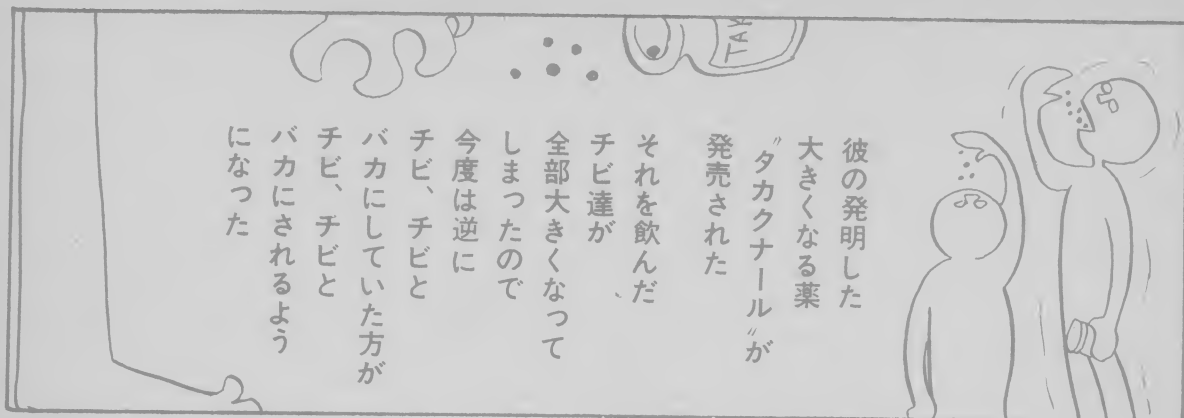 彼の発明した
大きくなる薬
〝タカクナール〟が
発売された
それを飲んだ
チビ達が
全部大きくなって
しまったので
今度は逆に
チビ、チビと
バカにしていた方が
チビ、チビと
バカにされるよう
になった
TAK